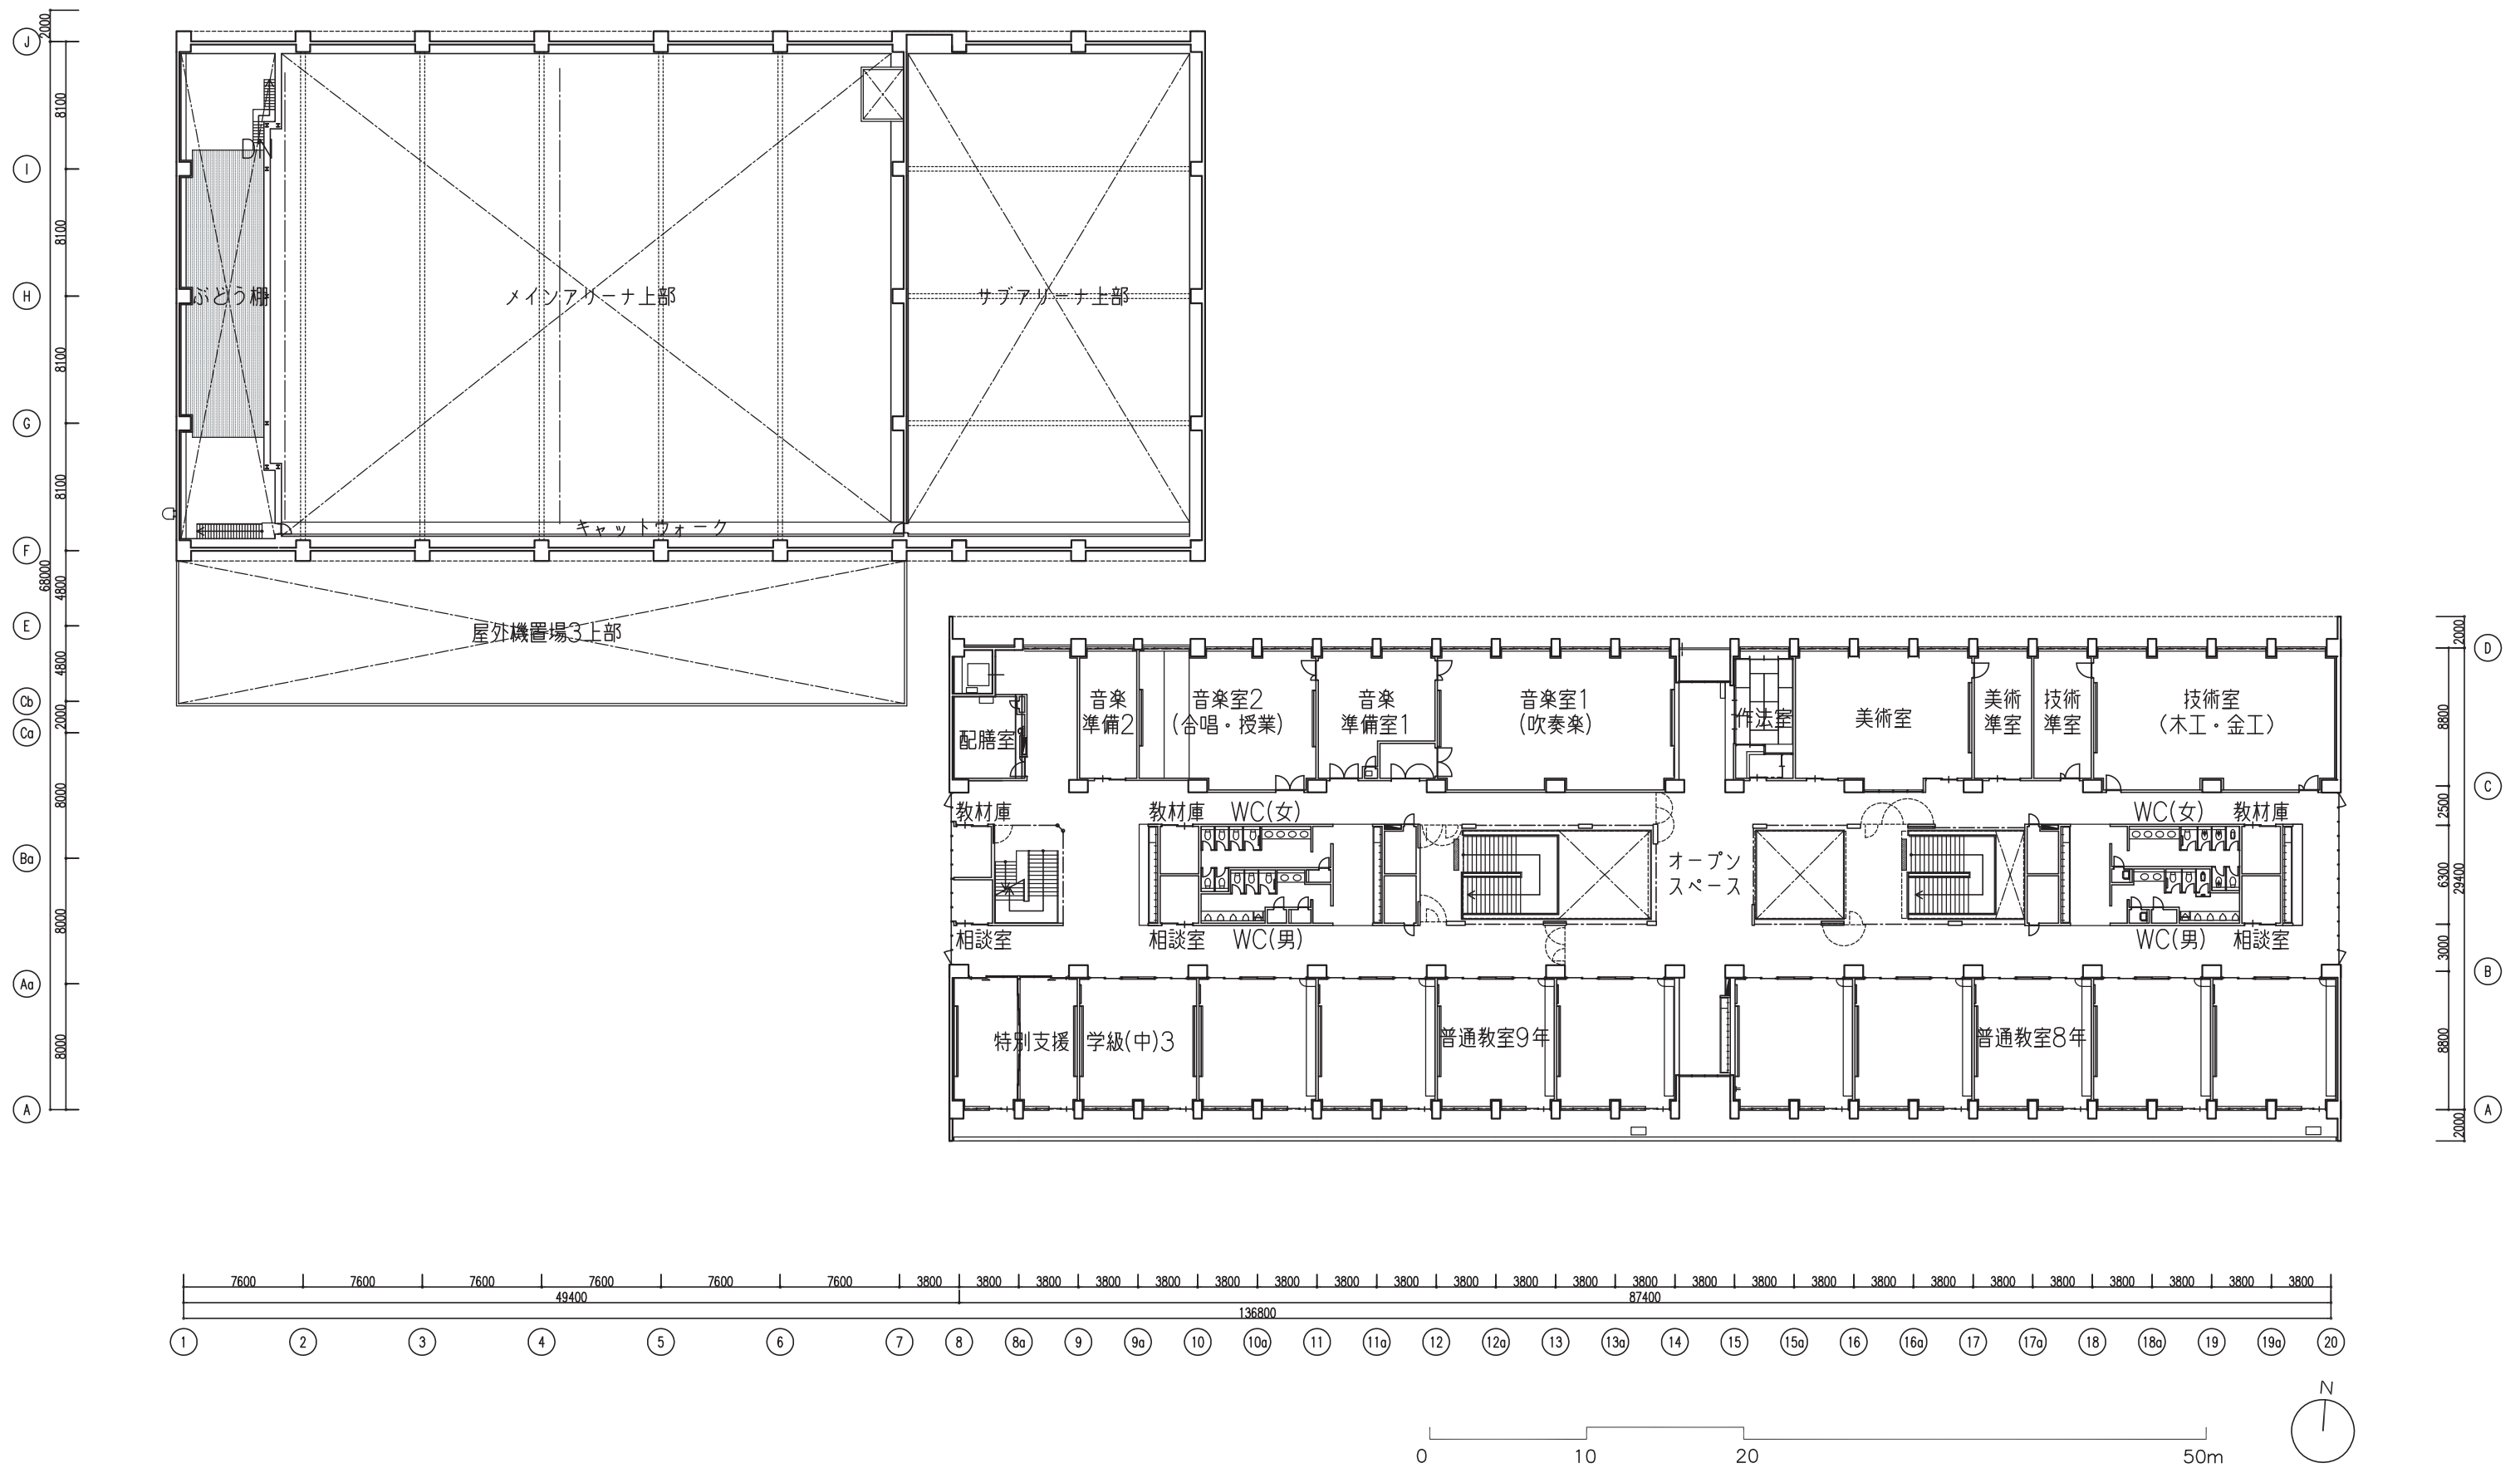 J
I
H
G
F
E
Cb
Ca
Ba
Aa
A
2000
8100
8100
8100
8100
68000
4800
4800
2000
8000
8000
8000
DN
ぶどう棚
メインアリーナ上部
サブアリーナ上部
キャットウォーク
屋外機置場3上部
配膳室
音楽
準備2
音楽室2
(合唱・授業)
音楽
準備室1
音楽室1
(吹奏楽)
作法室
美術室
美術
準室
技術
準室
技術室
(木工・金工)
教材庫
教材庫
WC(女)
WC(女)
教材庫
オープン
スペース
相談室
相談室
WC(男)
WC(男)
相談室
特別支援 学級(中)3
普通教室9年
普通教室8年
D
C
B
A
2000
8800
2500
6300
29400
3000
8800
2000
7600 7600 7600 7600 7600 7600 3800 3800 3800 3800 3800 3800 3800 3800 3800 3800 3800 3800 3800 3800 3800 3800 3800 3800 3800 3800 3800 3800 3800 3800
49400 87400
136800
1 2 3 4 5 6 7 8 8a 9 9a 10 10a 11 11a 12 12a 13 13a 14 15 15a 16 16a 17 17a 18 18a 19 19a 20
N
0 10 20 50m